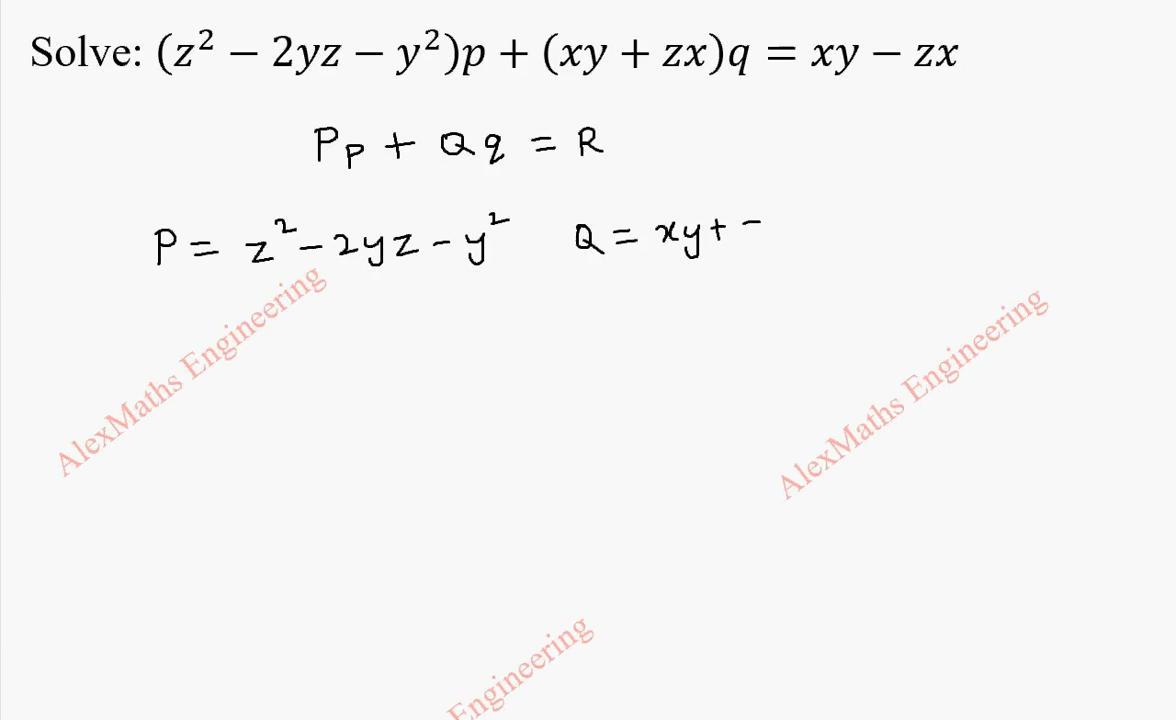 Solve: (z² − 2yz − y²)p + (xy + zx)q = xy − zx
Pp + Qq = R
P = z² − 2yz − y² Q = xy +
AlexMaths Engineering
AlexMaths Engineering
Engineering